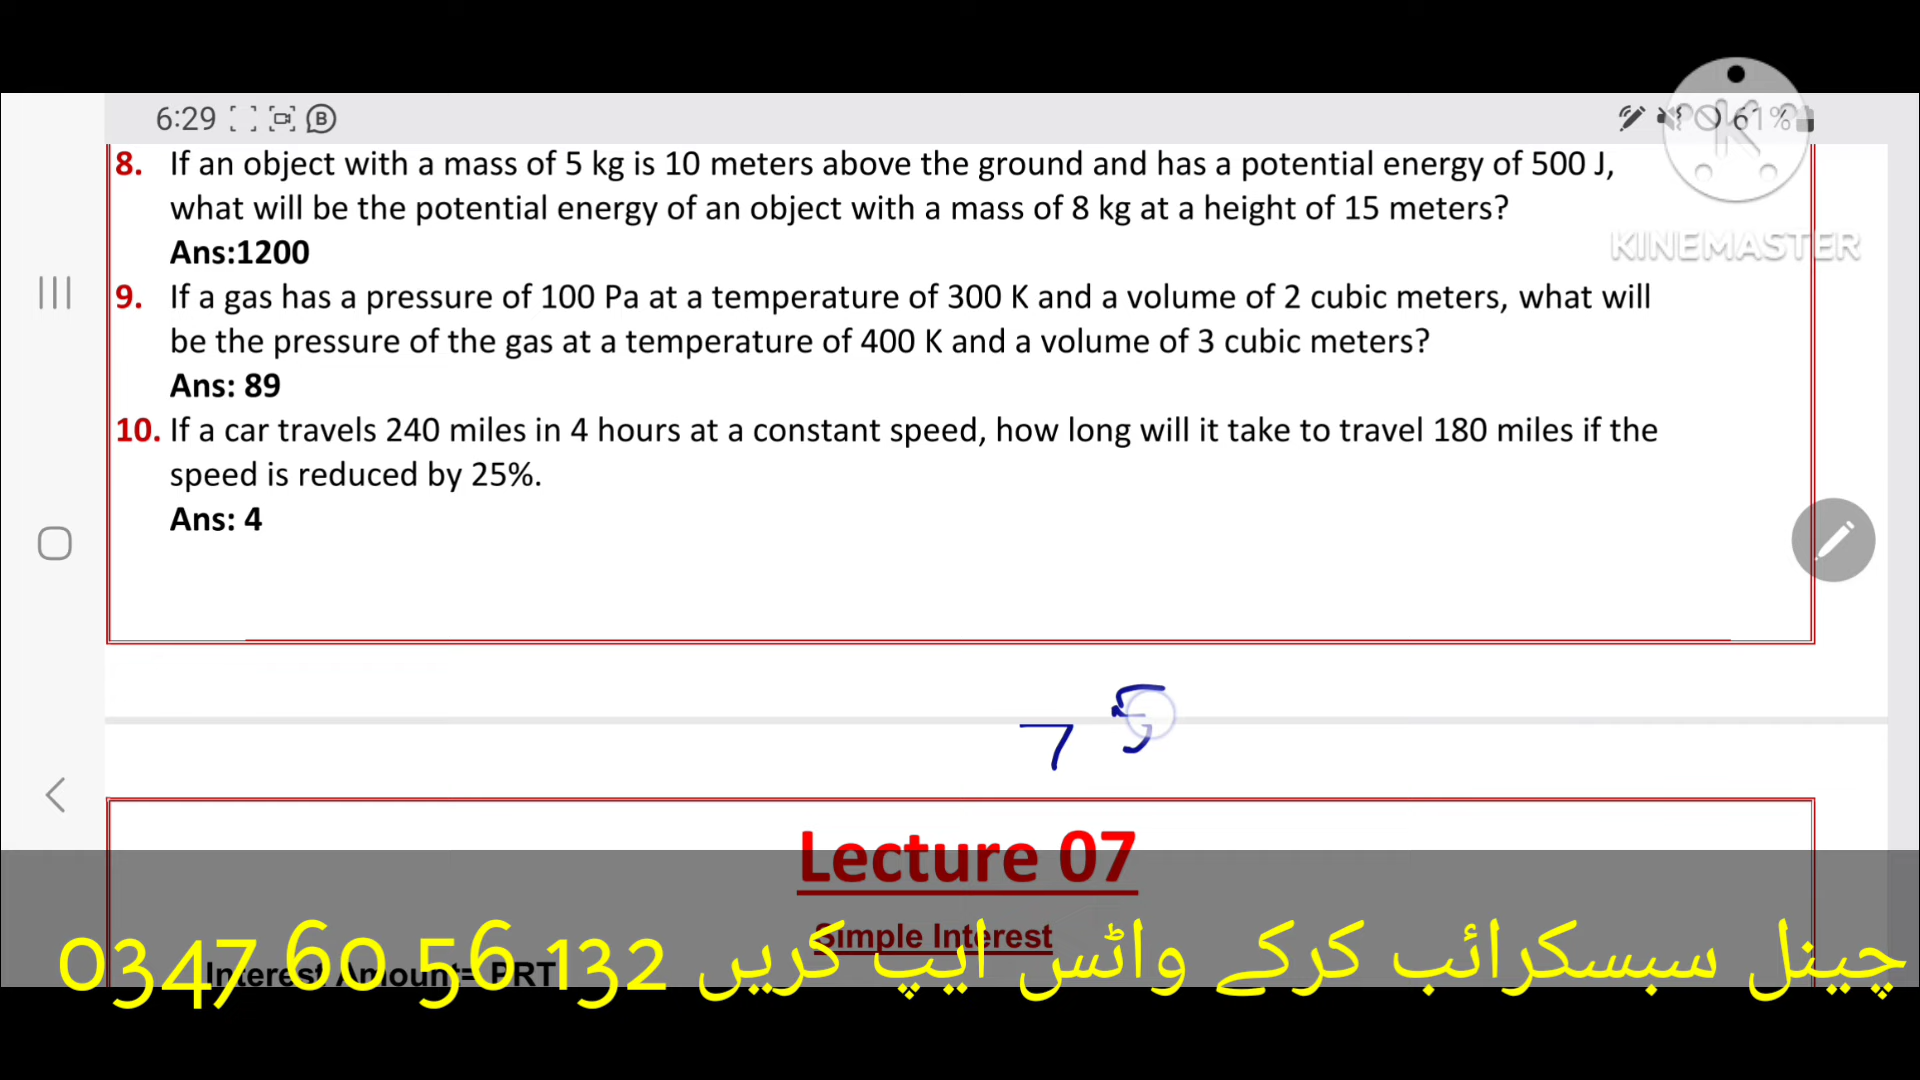 6:29
61%
KINEMASTER
8. If an object with a mass of 5 kg is 10 meters above the ground and has a potential energy of 500 J,
what will be the potential energy of an object with a mass of 8 kg at a height of 15 meters?
Ans:1200
9. If a gas has a pressure of 100 Pa at a temperature of 300 K and a volume of 2 cubic meters, what will
be the pressure of the gas at a temperature of 400 K and a volume of 3 cubic meters?
Ans: 89
10. If a car travels 240 miles in 4 hours at a constant speed, how long will it take to travel 180 miles if the
speed is reduced by 25%.
Ans: 4
75
Lecture 07
Simple Interest
Interest Amount= PRT
چینل سبسکرائب کرکے واٹس ایپ کریں 0347 60 56 132